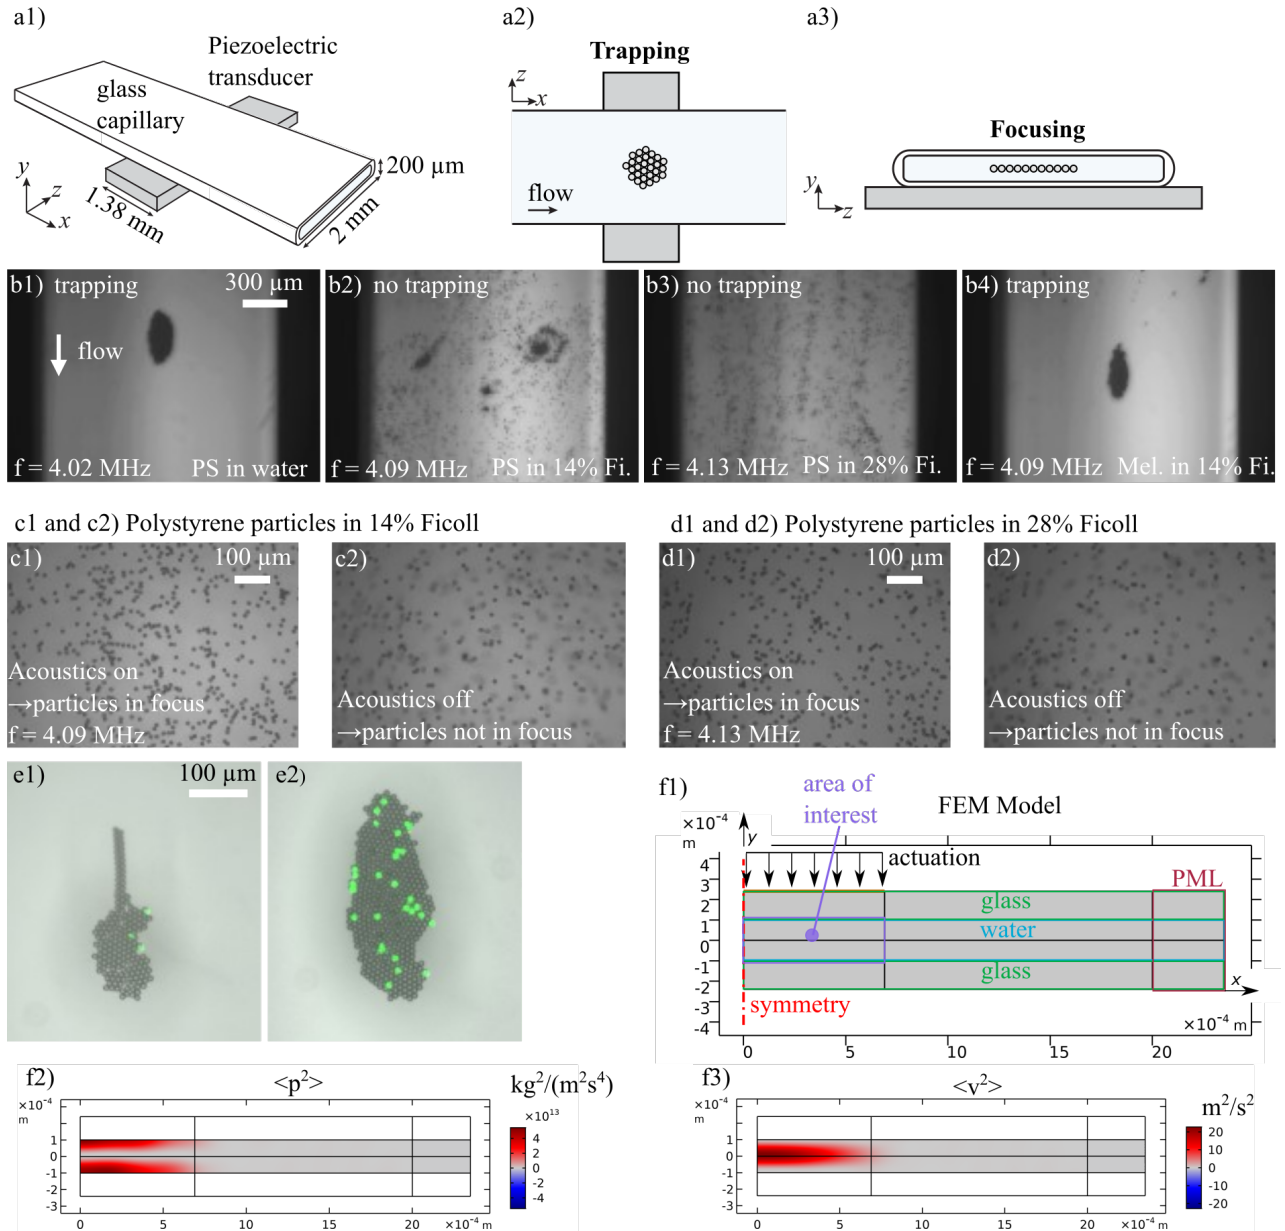 a1)
Piezoelectric
transducer
glass
capillary
200 µm
2 mm
1.38 mm
y
z
x
a2)
Trapping
z
x
flow
a3)
Focusing
y
z
b1) trapping
300 µm
flow
f = 4.02 MHz PS in water
b2) no trapping
f = 4.09 MHz PS in 14% Fi.
b3) no trapping
f = 4.13 MHz PS in 28% Fi.
b4) trapping
f = 4.09 MHz Mel. in 14% Fi.
c1 and c2) Polystyrene particles in 14% Ficoll
c1)
100 µm
Acoustics on
→particles in focus
f = 4.09 MHz
c2)
Acoustics off
→particles not in focus
d1 and d2) Polystyrene particles in 28% Ficoll
d1)
100 µm
Acoustics on
→particles in focus
f = 4.13 MHz
d2)
Acoustics off
→particles not in focus
e1)
100 µm
e2)
f1)
area of
interest
FEM Model
×10⁻⁴
m
y
actuation
PML
glass
water
glass
symmetry
x
×10⁻⁴ m
4
3
2
1
0
-1
-2
-3
-4
0 5 10 15 20
f2)
<p²>
kg²/(m²s⁴)
×10⁻⁴
m
×10¹³
1
0
-1
-2
-3
4
2
0
-2
-4
0 5 10 15 20 ×10⁻⁴ m
f3)
<v²>
m²/s²
×10⁻⁴
m
1
0
-1
-2
-3
20
10
0
-10
-20
0 5 10 15 20 ×10⁻⁴ m